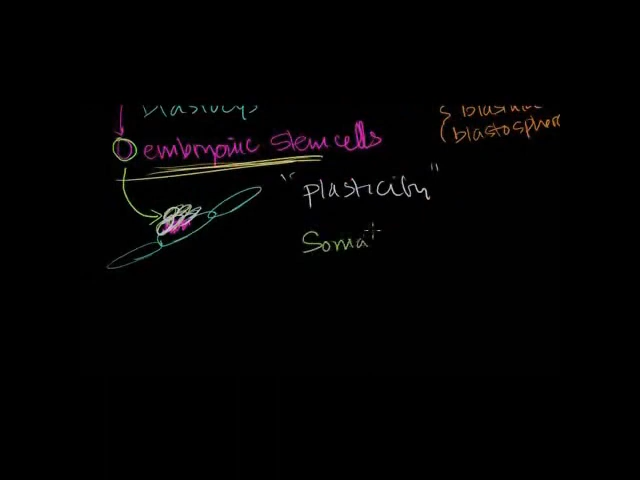 embryonic stem cells
(blastosphere
"plasticity"
Soma